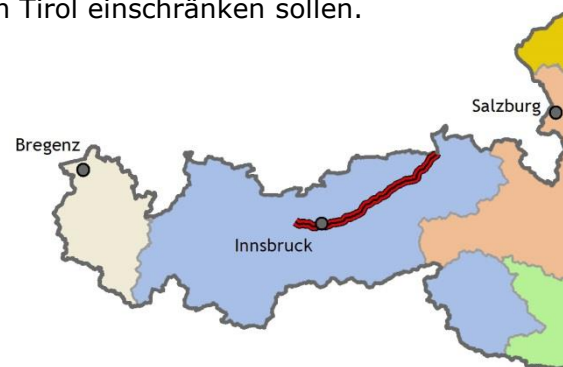 Tirol einschränken sollen.
Salzburg
Bregenz
Innsbruck